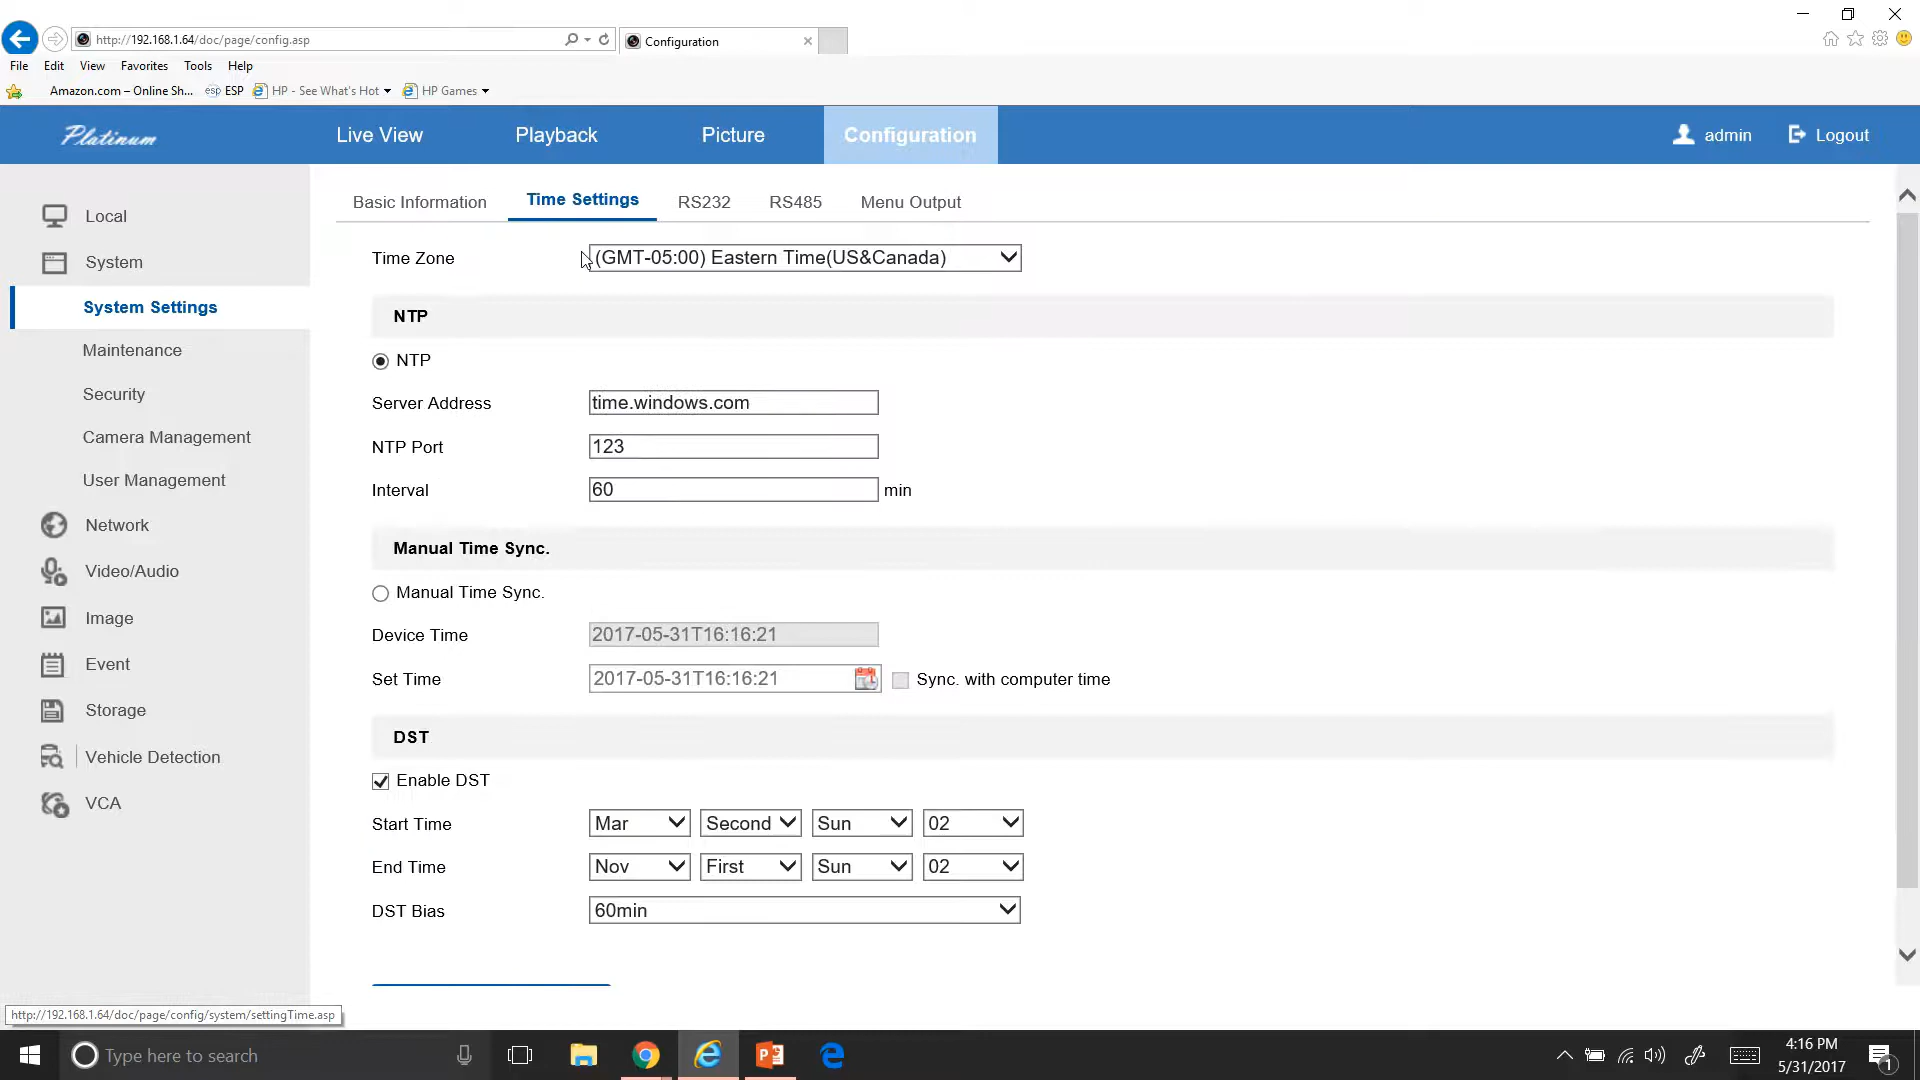 http://192.168.1.64/doc/page/config.asp
Configuration
File Edit View Favorites Tools Help
Amazon.com – Online Sh... esp ESP HP - See What's Hot HP Games
Platinum Live View Playback Picture Configuration admin Logout
Basic Information Time Settings RS232 RS485 Menu Output
Local
System
System Settings
Maintenance
Security
Camera Management
User Management
Network
Video/Audio
Image
Event
Storage
Vehicle Detection
VCA
Time Zone (GMT-05:00) Eastern Time(US&Canada)
NTP
NTP
Server Address time.windows.com
NTP Port 123
Interval 60 min
Manual Time Sync.
Manual Time Sync.
Device Time 2017-05-31T16:16:21
Set Time 2017-05-31T16:16:21 Sync. with computer time
DST
Enable DST
Start Time Mar Second Sun 02
End Time Nov First Sun 02
DST Bias 60min
http://192.168.1.64/doc/page/config/system/settingTime.asp
Type here to search
4:16 PM
5/31/2017
1